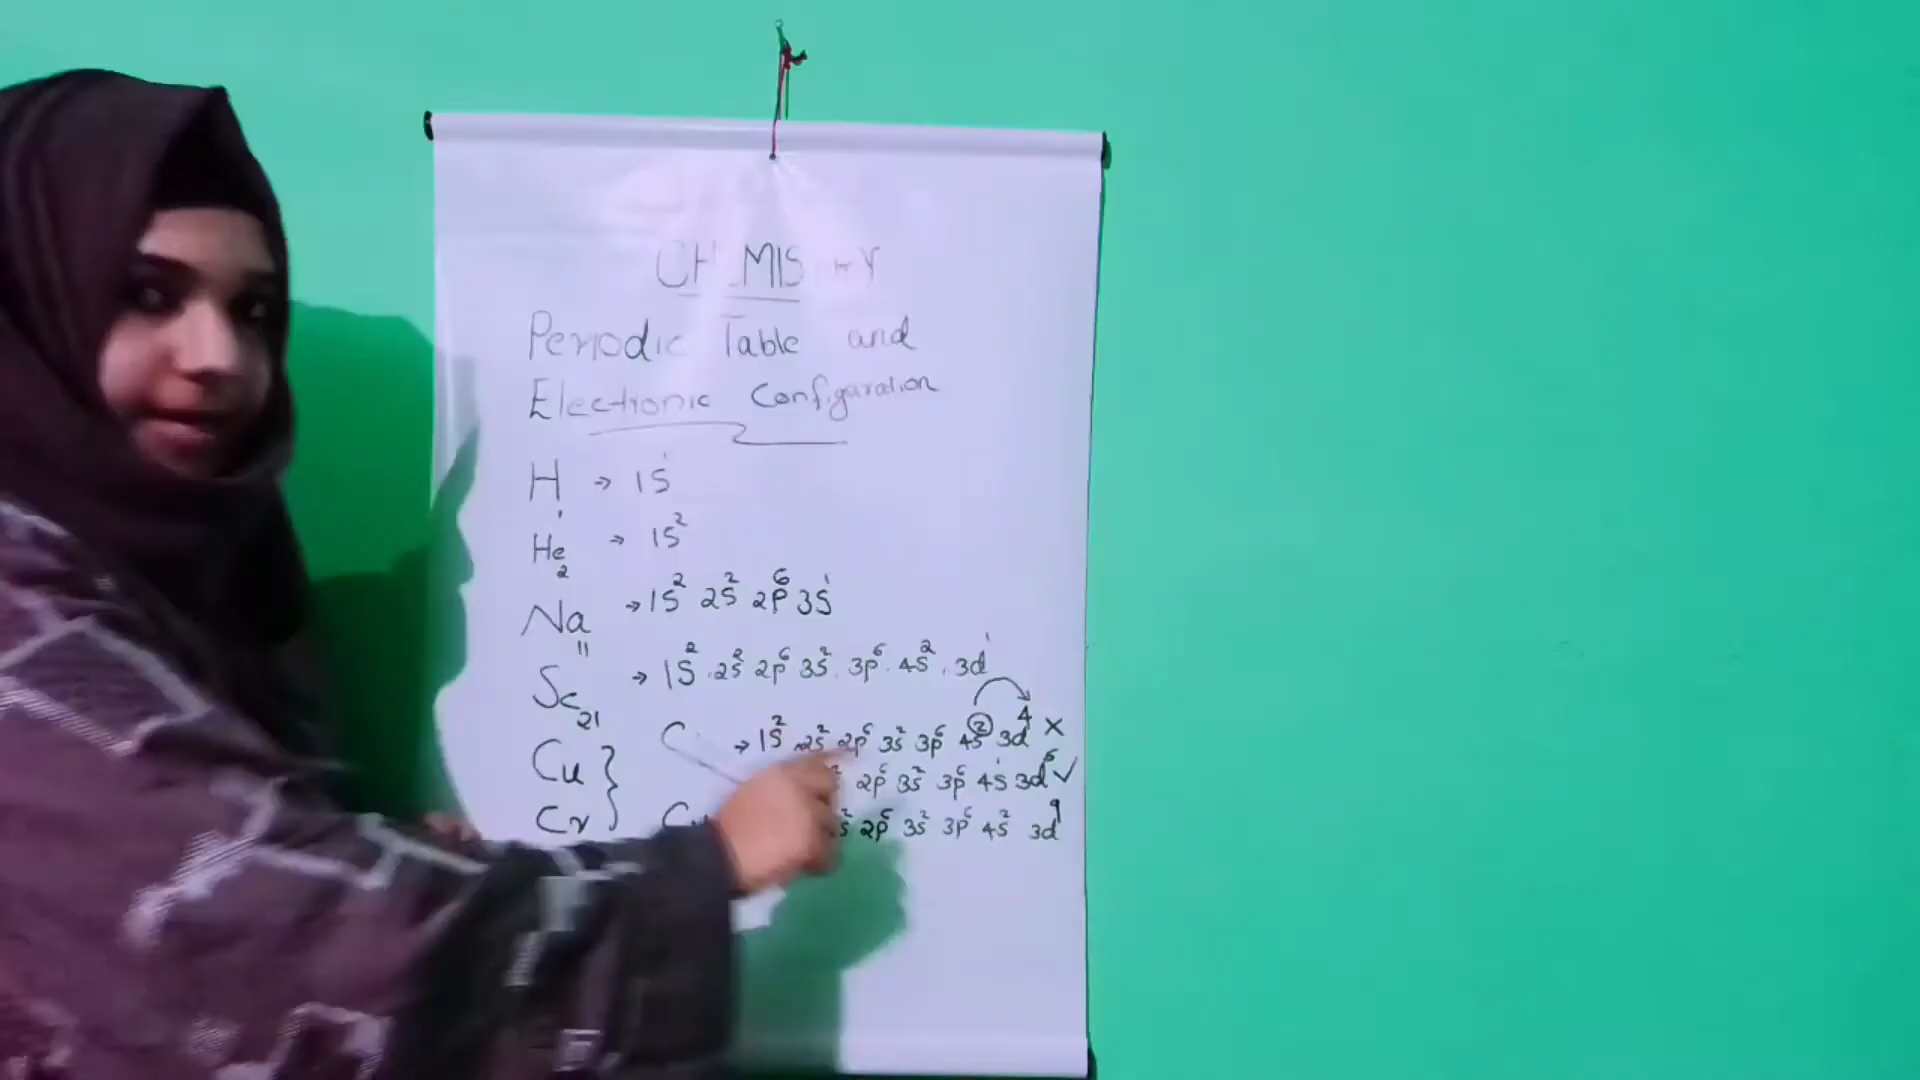 CHEMISTRY
Periodic Table and
Electronic Configuration
H₁ → 1S¹
He₂ → 1S²
Na₁₁ → 1S² 2S² 2P⁶ 3S¹
Sc₂₁ → 1S² 2S² 2P⁶ 3S² 3P⁶ 4S² 3d¹
→ 1S² 2S² 2P⁶ 3S² 3P⁶ 4S² 3d⁴ ×
Cu } 2P⁶ 3S² 3P⁶ 4S¹ 3d⁵ ✓
Cr 2P⁶ 3S² 3P⁶ 4S² 3d⁹